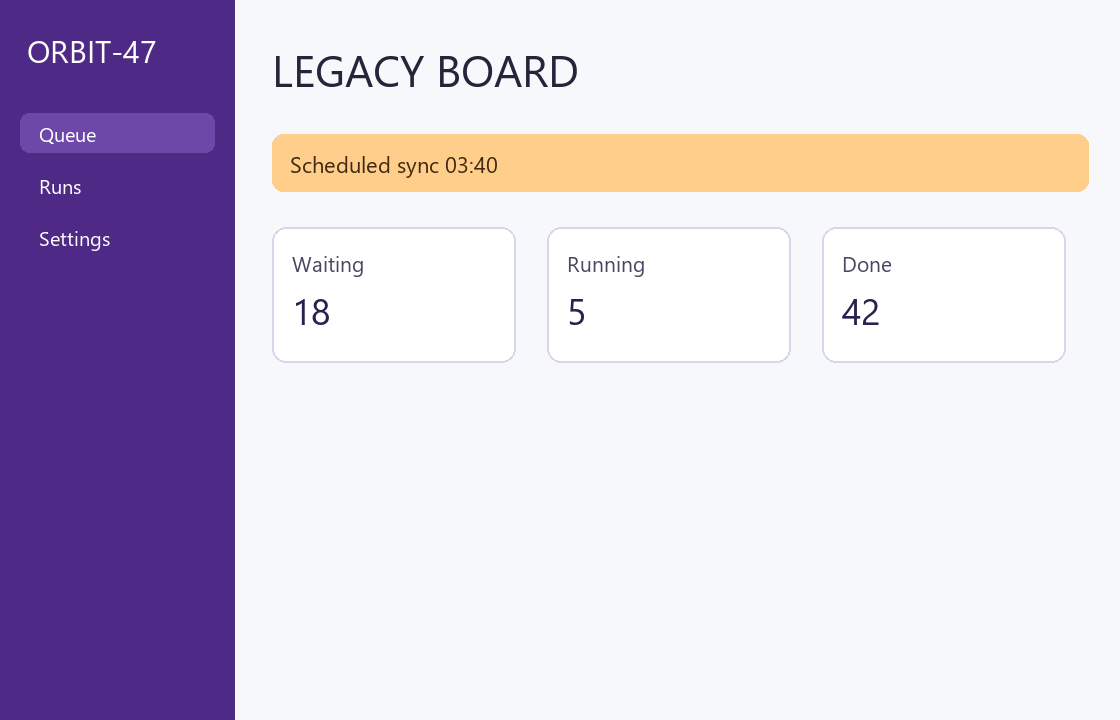 ORBIT-47
Queue
Runs
Settings
LEGACY BOARD
Scheduled sync 03:40
Waiting
18
Running
5
Done
42